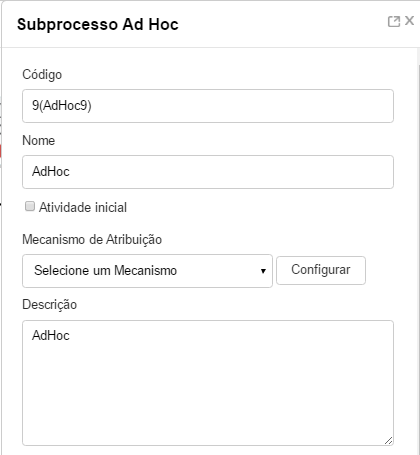 Subprocesso Ad Hoc
Código
9(AdHoc9)
Nome
AdHoc
Atividade inicial
Mecanismo de Atribuição
Selecione um Mecanismo
Configurar
Descrição
AdHoc